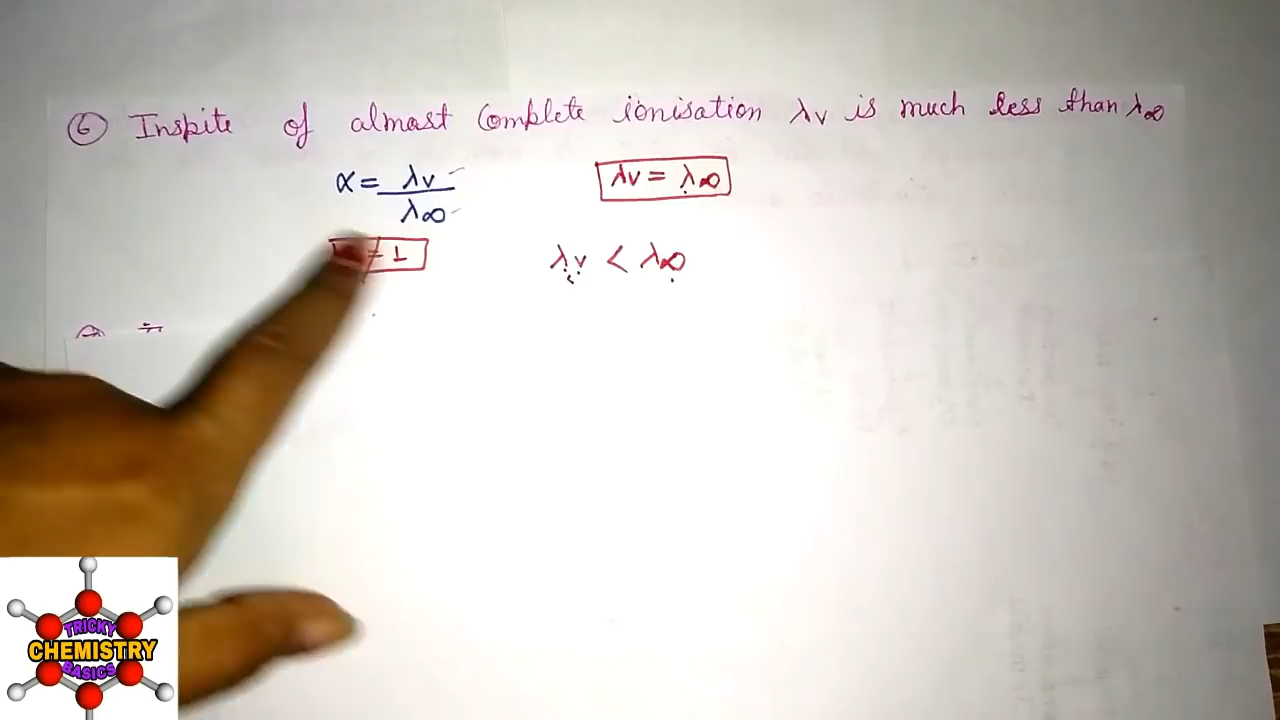 ⑥ Inspite of almost Complete ionisation λv is much less than λ∞
α = λv / λ∞
λv = λ∞
= 1
λv < λ∞
TRICKY
CHEMISTRY
BASICS